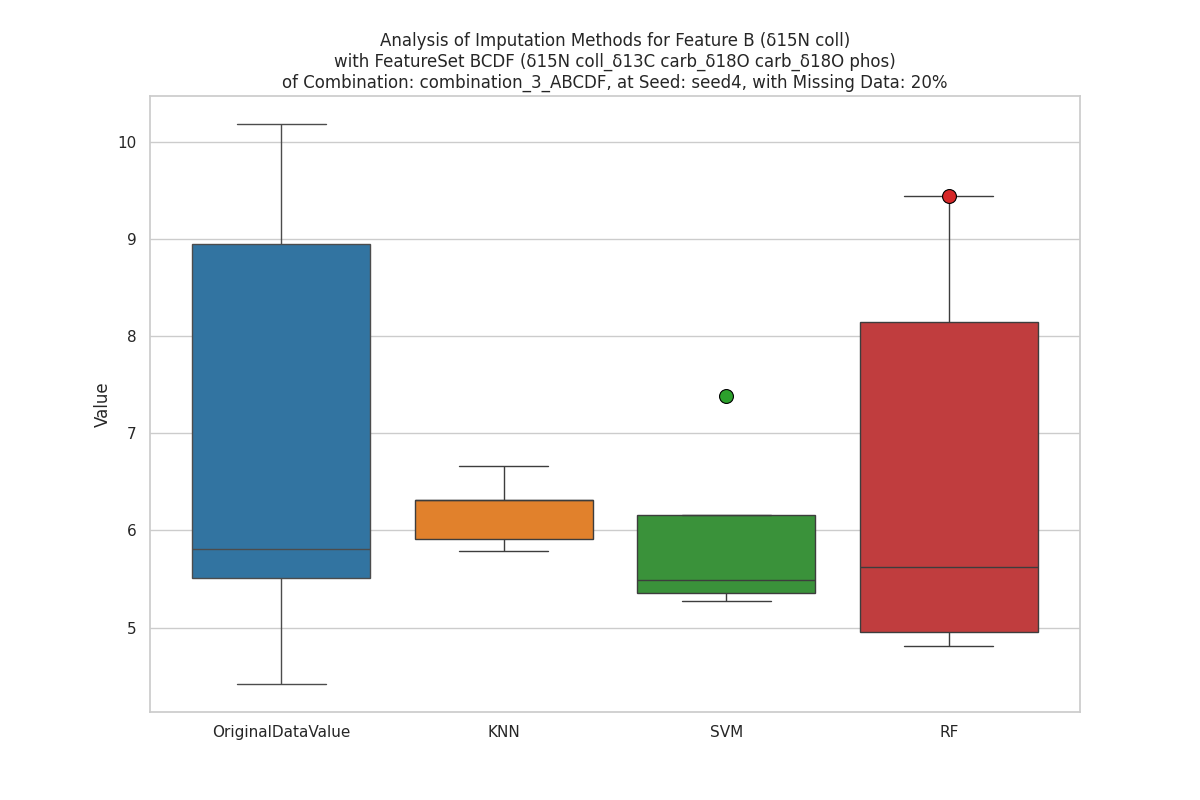 Analysis of Imputation Methods for Feature B (δ15N coll)
with FeatureSet BCDF (δ15N coll_δ13C carb_δ18O carb_δ18O phos)
of Combination: combination_3_ABCDF, at Seed: seed4, with Missing Data: 20%
10
9
8
7
6
5
Value
OriginalDataValue
KNN
SVM
RF